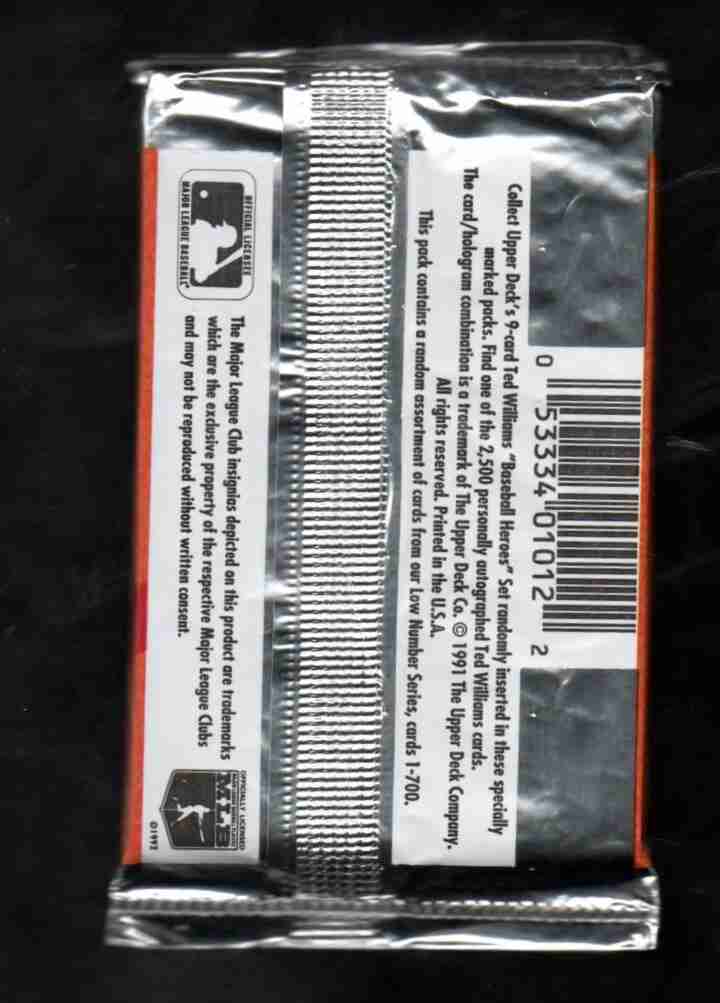 0 53334 01012 2
Collect Upper Deck's 9-card Ted Williams "Baseball Heroes" Set randomly inserted in these specially
marked packs. Find one of the 2,500 personally autographed Ted Williams cards.
The card/hologram combination is a trademark of The Upper Deck Co. © 1991 The Upper Deck Company.
All rights reserved. Printed in the U.S.A.
This pack contains a random assortment of cards from our Low Number Series, cards 1-700.
OFFICIAL LICENSEE
MAJOR LEAGUE BASEBALL
The Major League Club insignias depicted on this product are trademarks
which are the exclusive property of the respective Major League Clubs
and may not be reproduced without written consent.
OFFICIALLY LICENSED
©1992